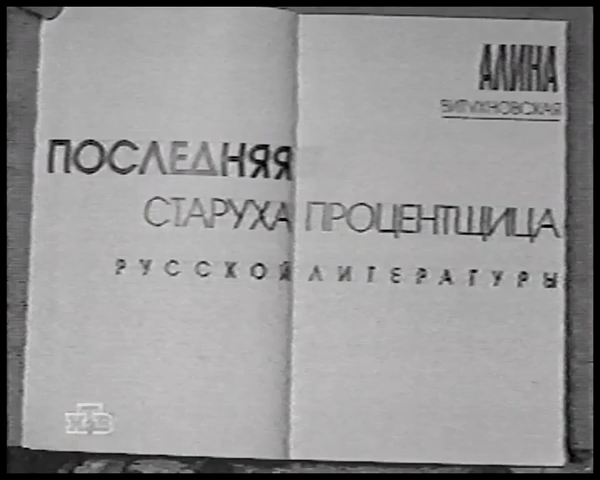 АЛИНА
ВИТУХНОВСКАЯ
ПОСЛЕДНЯЯ
СТАРУХА ПРОЦЕНТЩИЦА
РУССКОЙ ЛИТЕРАТУРЫ
НТВ